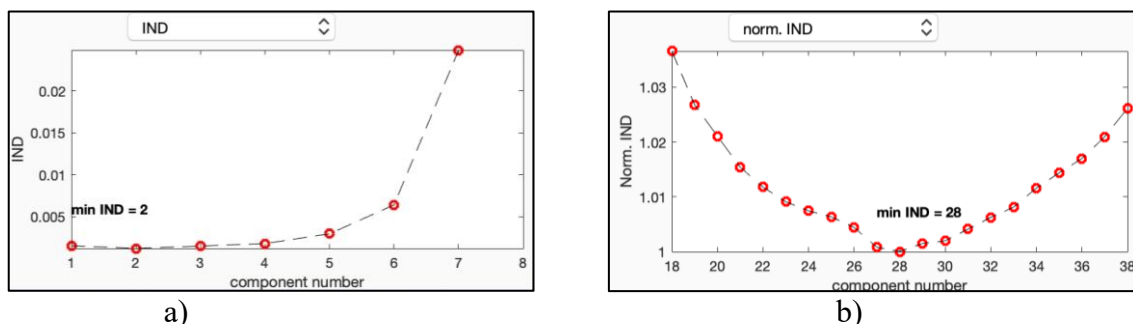 IND
0.02
0.015
0.01
0.005
IND
min IND = 2
1 2 3 4 5 6 7 8
component number
a)
norm. IND
1.03
1.02
1.01
1
Norm. IND
min IND = 28
18 20 22 24 26 28 30 32 34 36 38
component number
b)